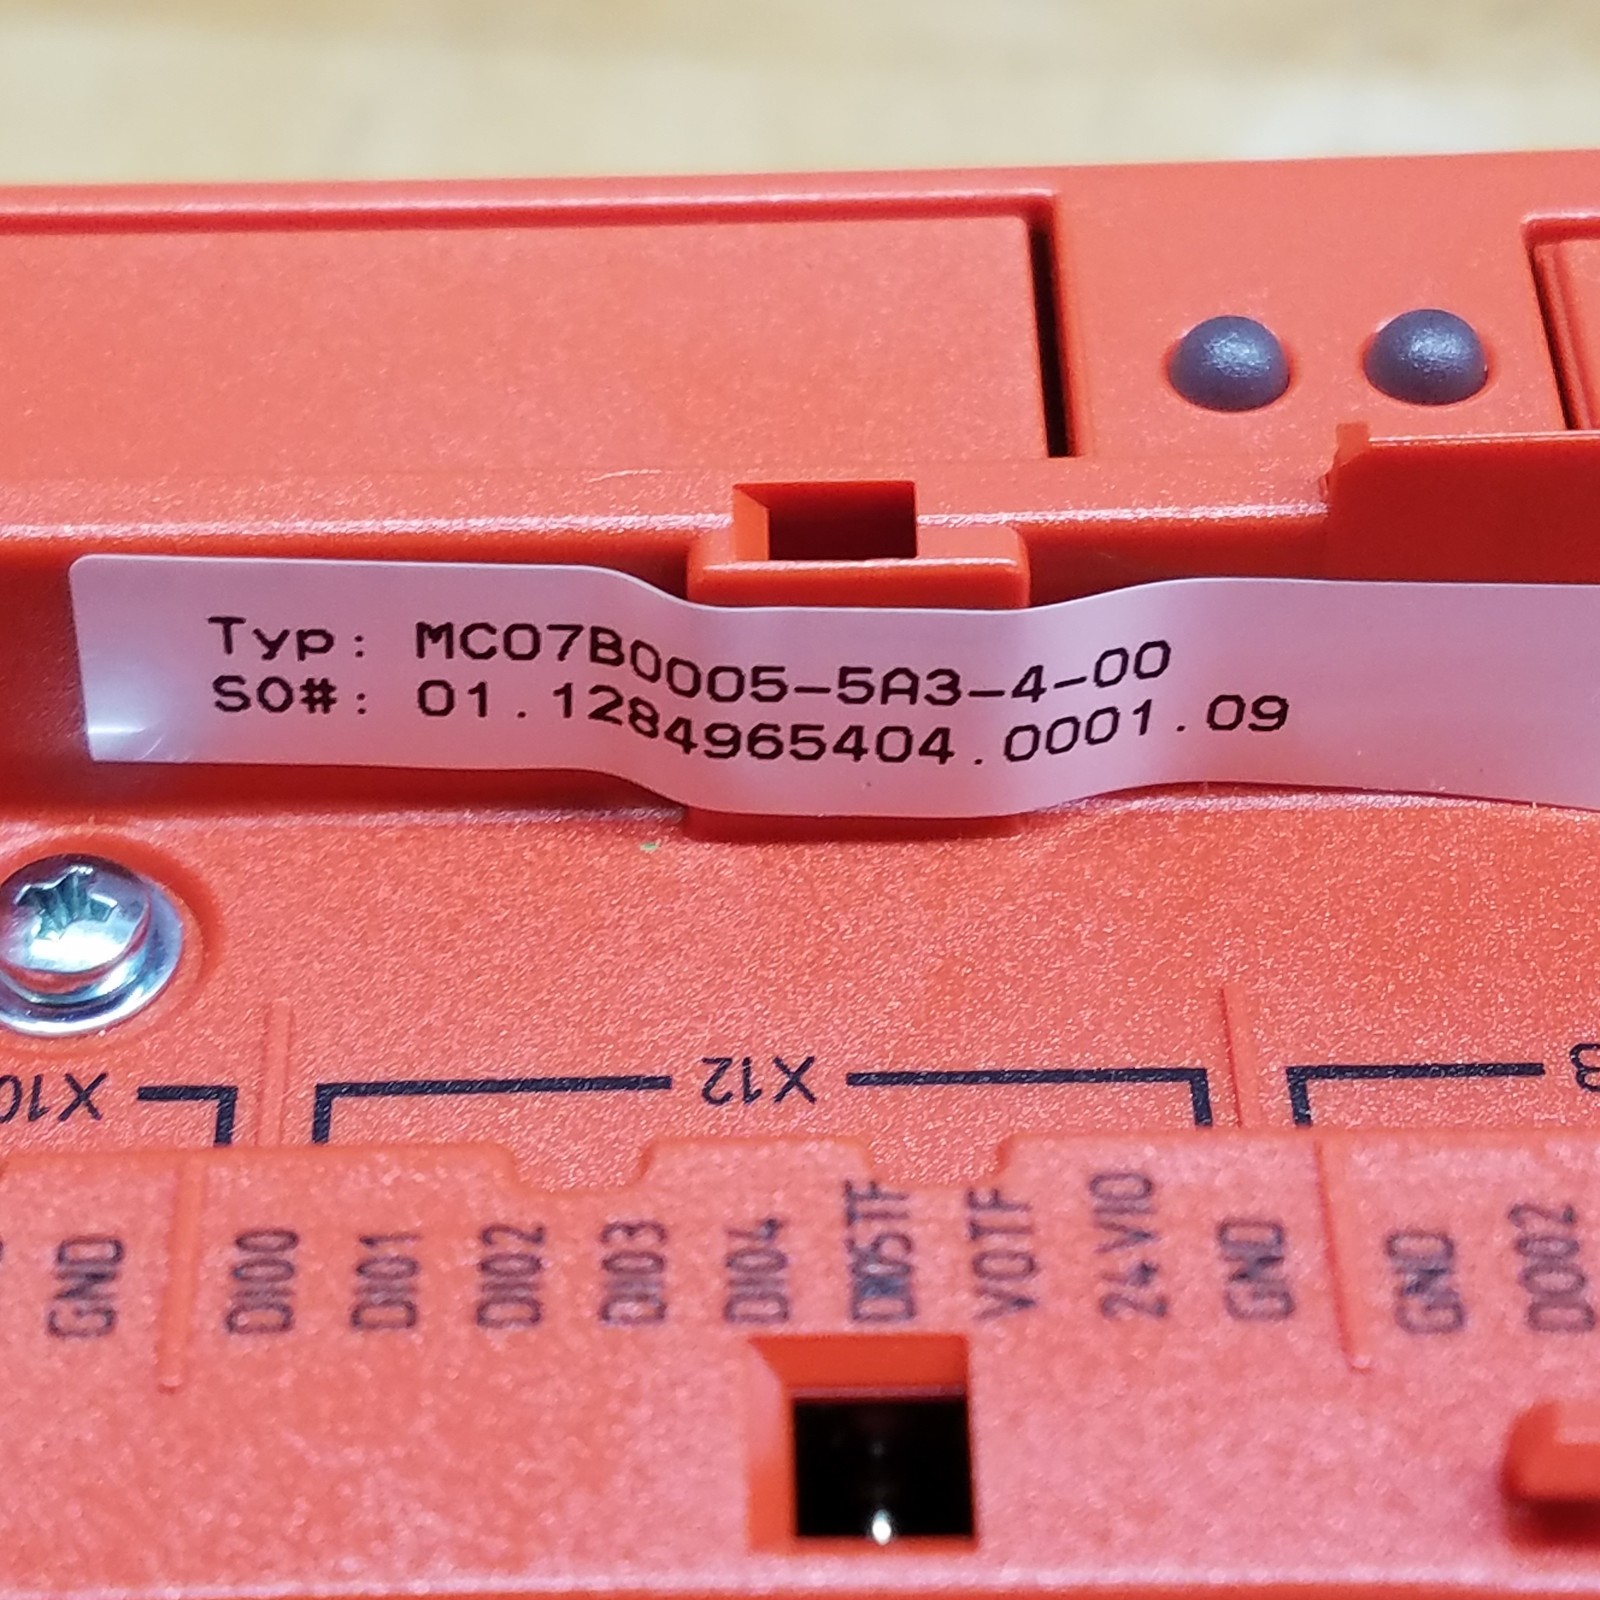 Typ: MC07B0005-5A3-4-00
SO#: 01.1284965404.0001.09
X10
X12
GND
DI00
DI01
DI02
DI03
DI04
DI05TF
VOTF
24VIO
GND
GND
DO02